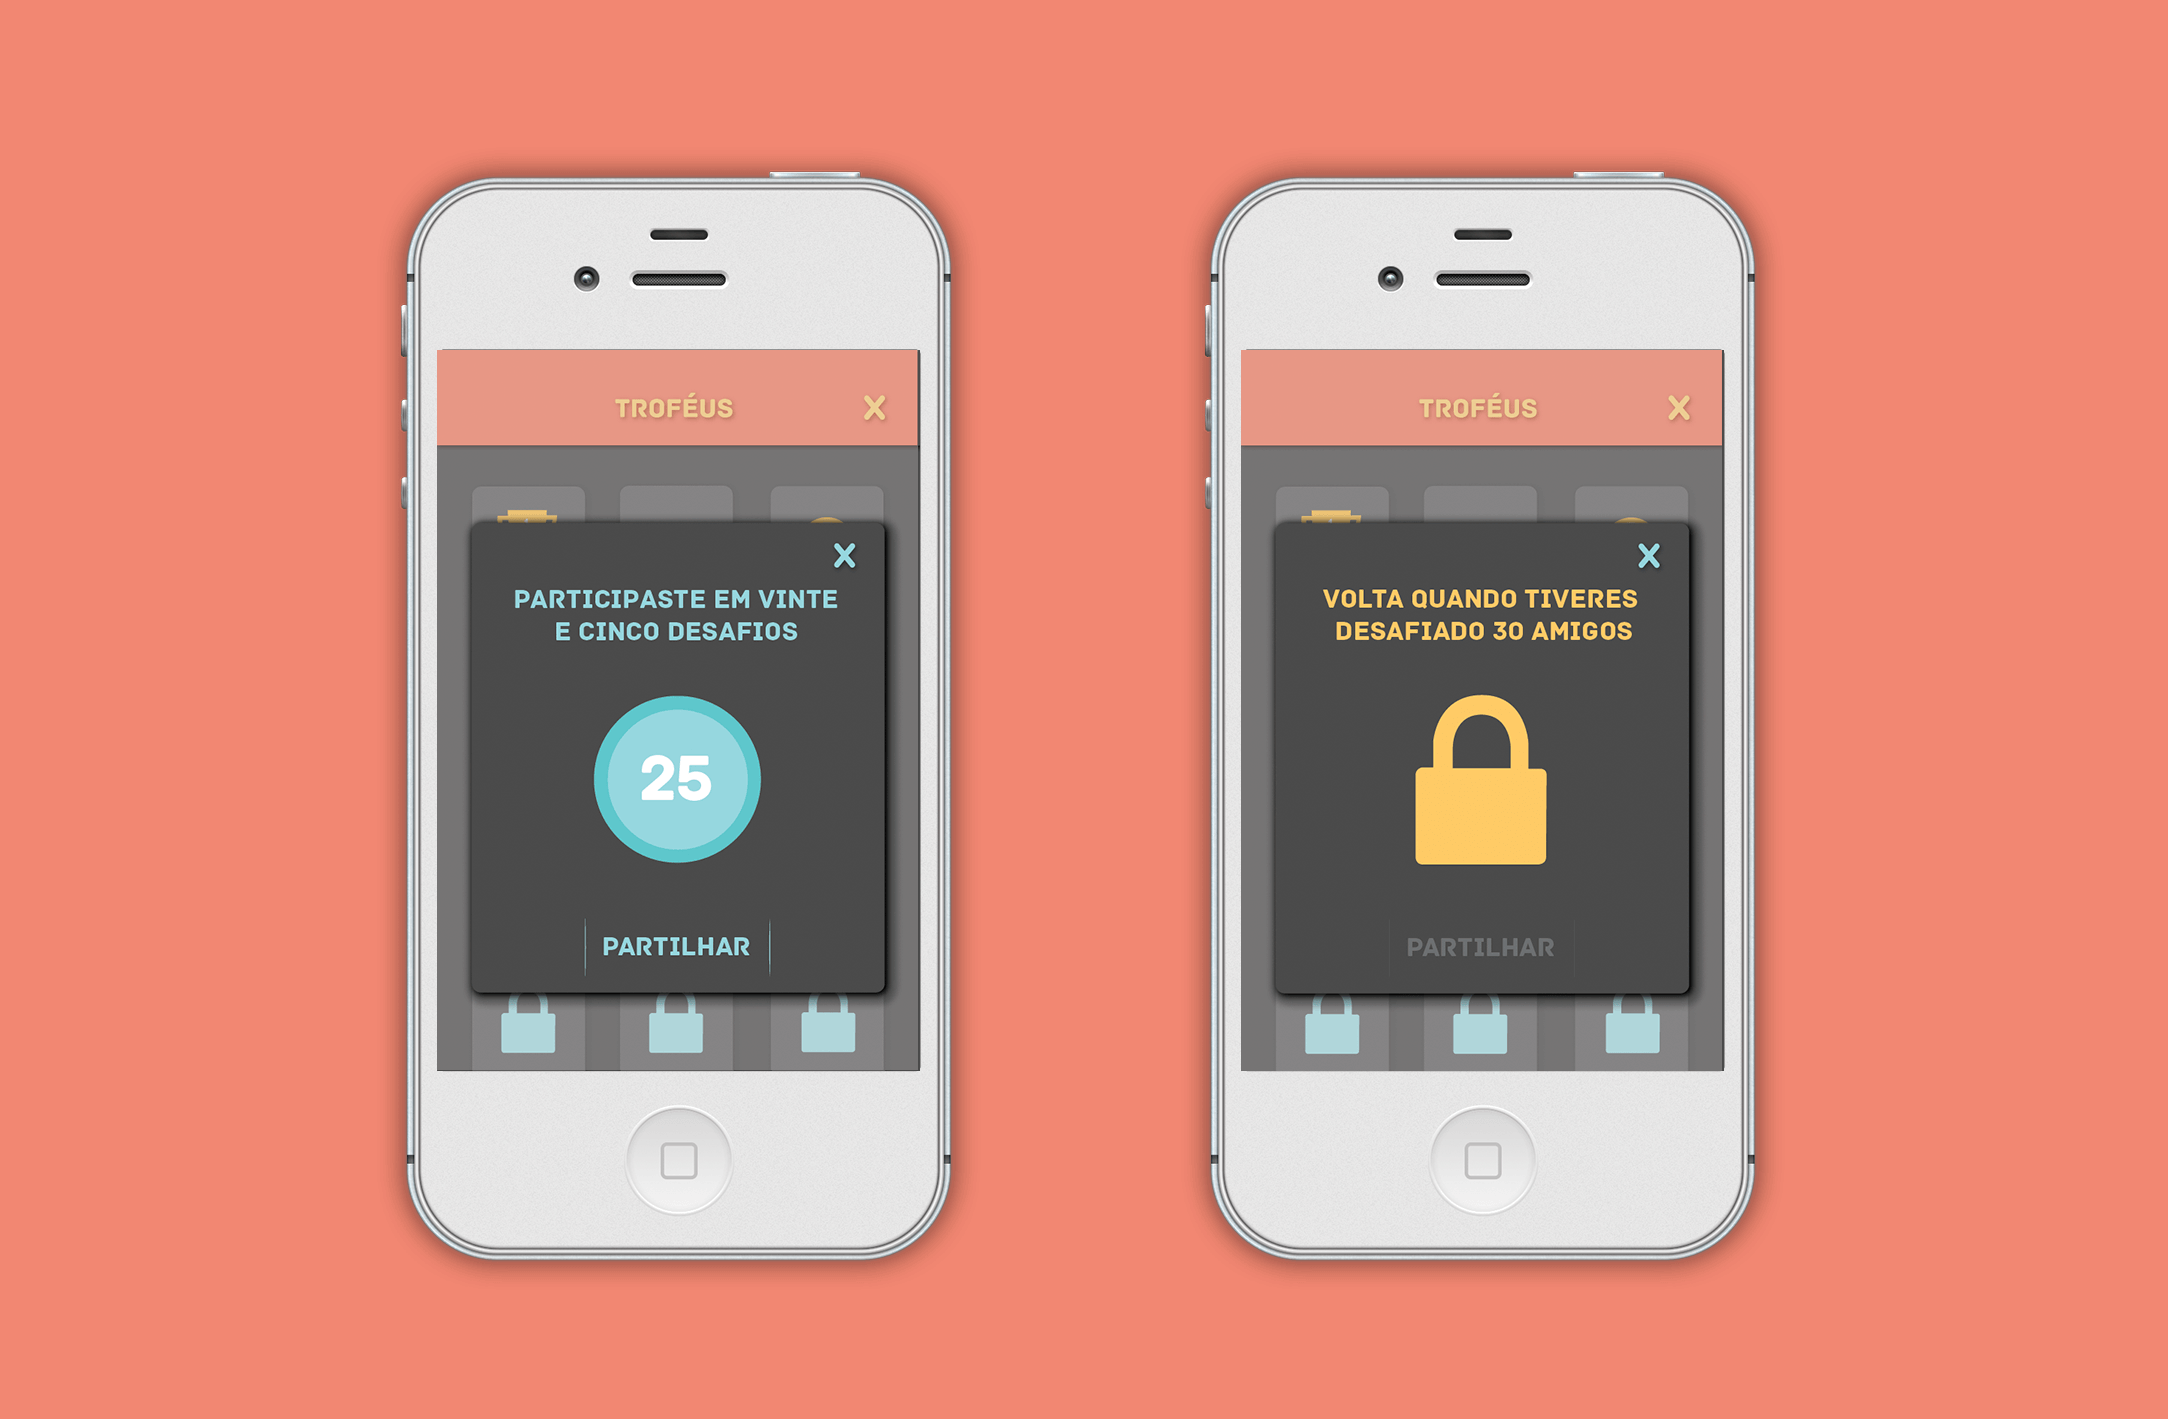 TROFÉUS X
X
PARTICIPASTE EM VINTE
E CINCO DESAFIOS
25
PARTILHAR
TROFÉUS X
X
VOLTA QUANDO TIVERES
DESAFIADO 30 AMIGOS
PARTILHAR